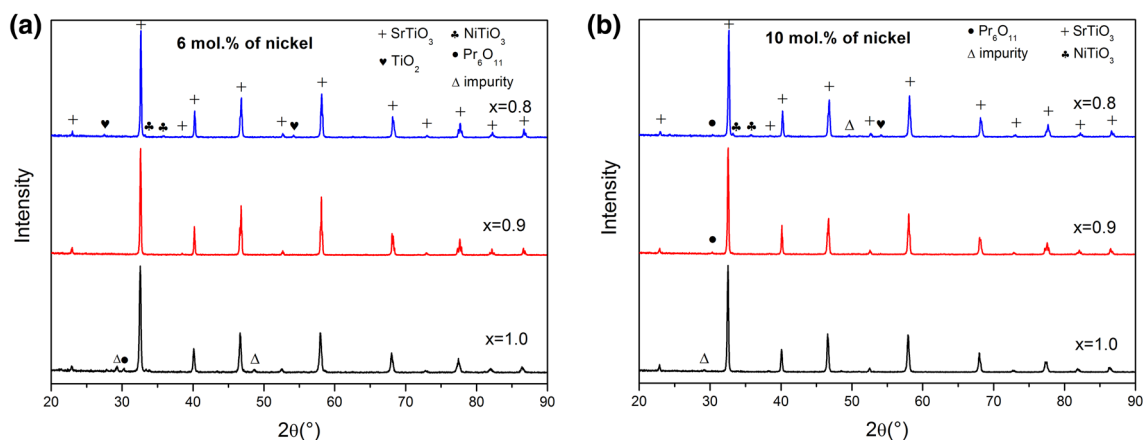 (a)
6 mol.% of nickel
+ SrTiO₃ ♣ NiTiO₃
♥ TiO₂ ● Pr₆O₁₁
Δ impurity
x=0.8
x=0.9
x=1.0
Intensity
20 30 40 50 60 70 80 90
2θ(°)
(b)
10 mol.% of nickel
● Pr₆O₁₁ + SrTiO₃
Δ impurity ♣ NiTiO₃
x=0.8
x=0.9
x=1.0
Intensity
20 30 40 50 60 70 80 90
2θ(°)